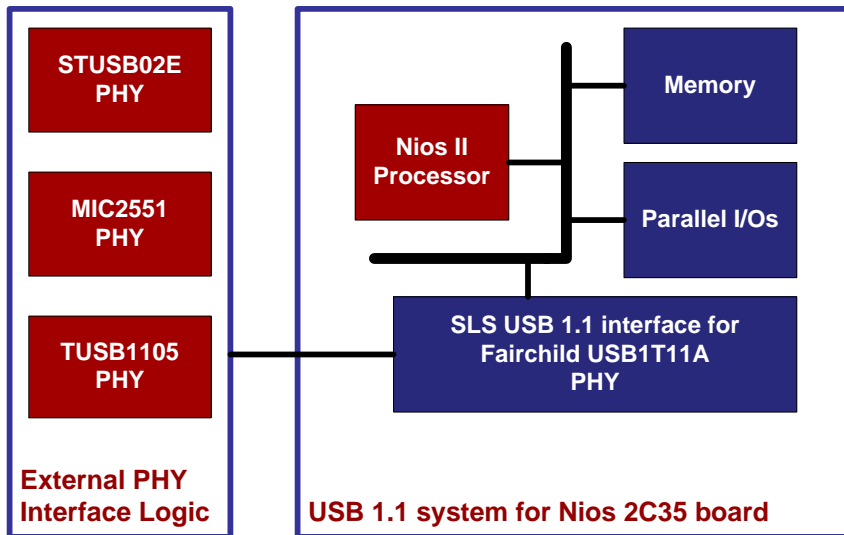 STUSB02E
PHY
MIC2551
PHY
TUSB1105
PHY
External PHY
Interface Logic
Memory
Nios II
Processor
Parallel I/Os
SLS USB 1.1 interface for
Fairchild USB1T11A
PHY
USB 1.1 system for Nios 2C35 board